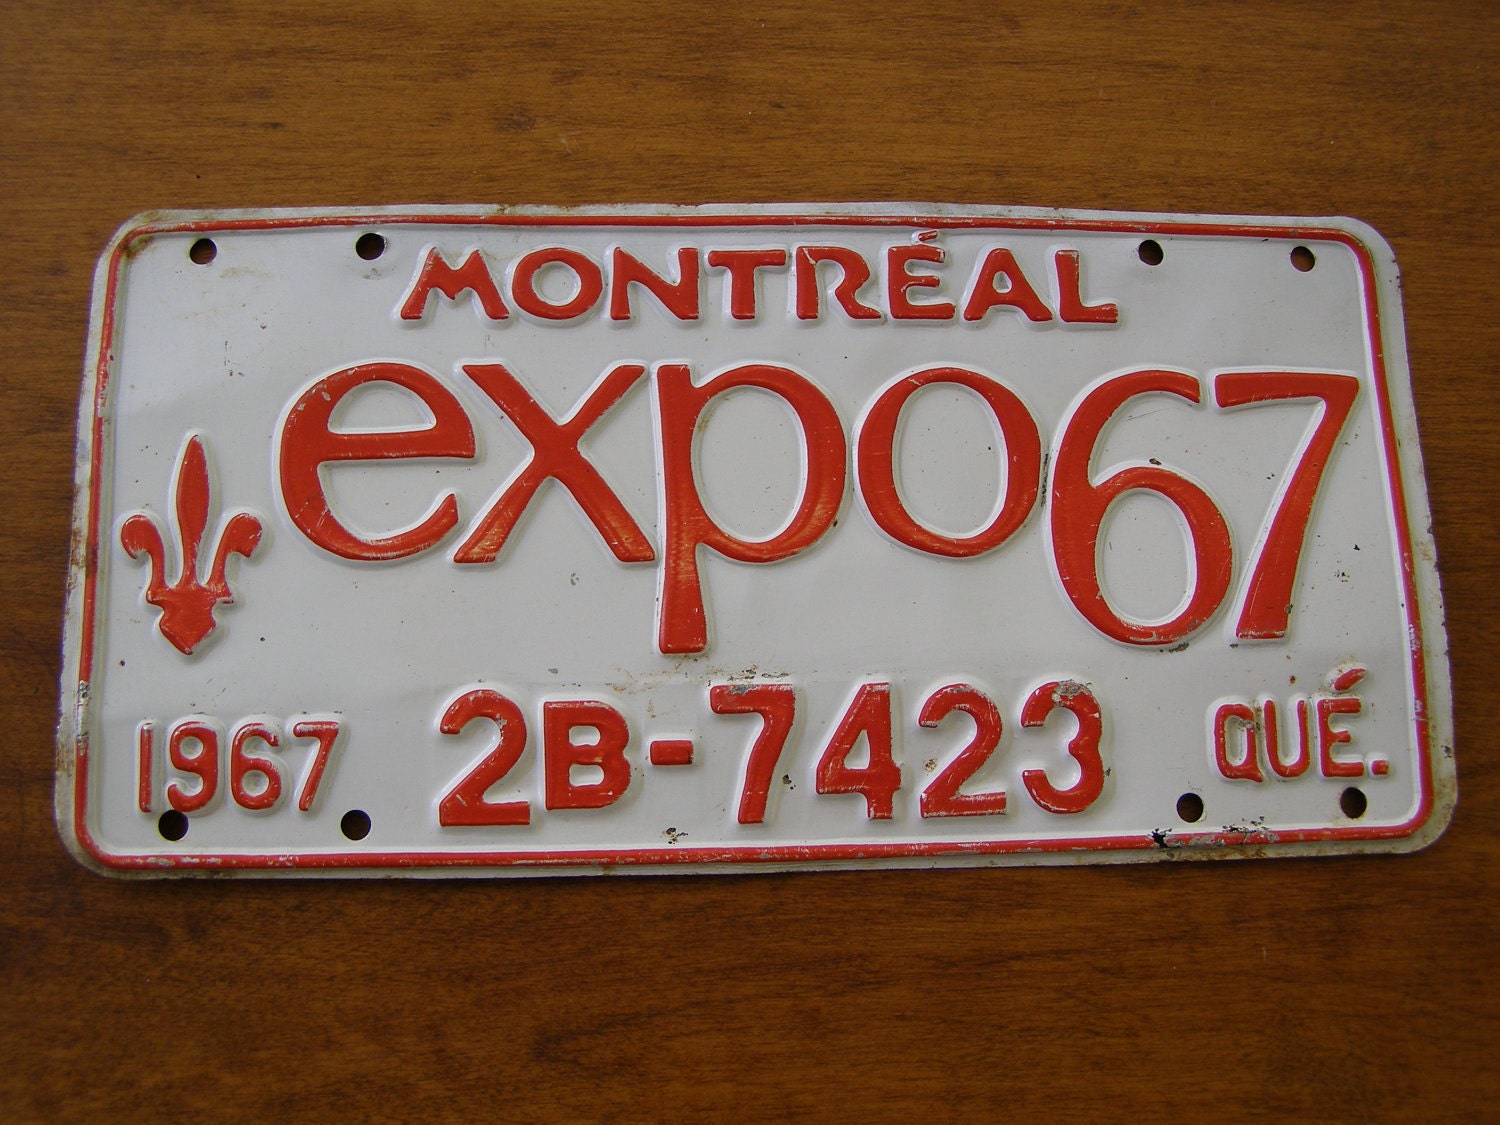 MONTRÉAL
expo67
1967 2B-7423 QUÉ.